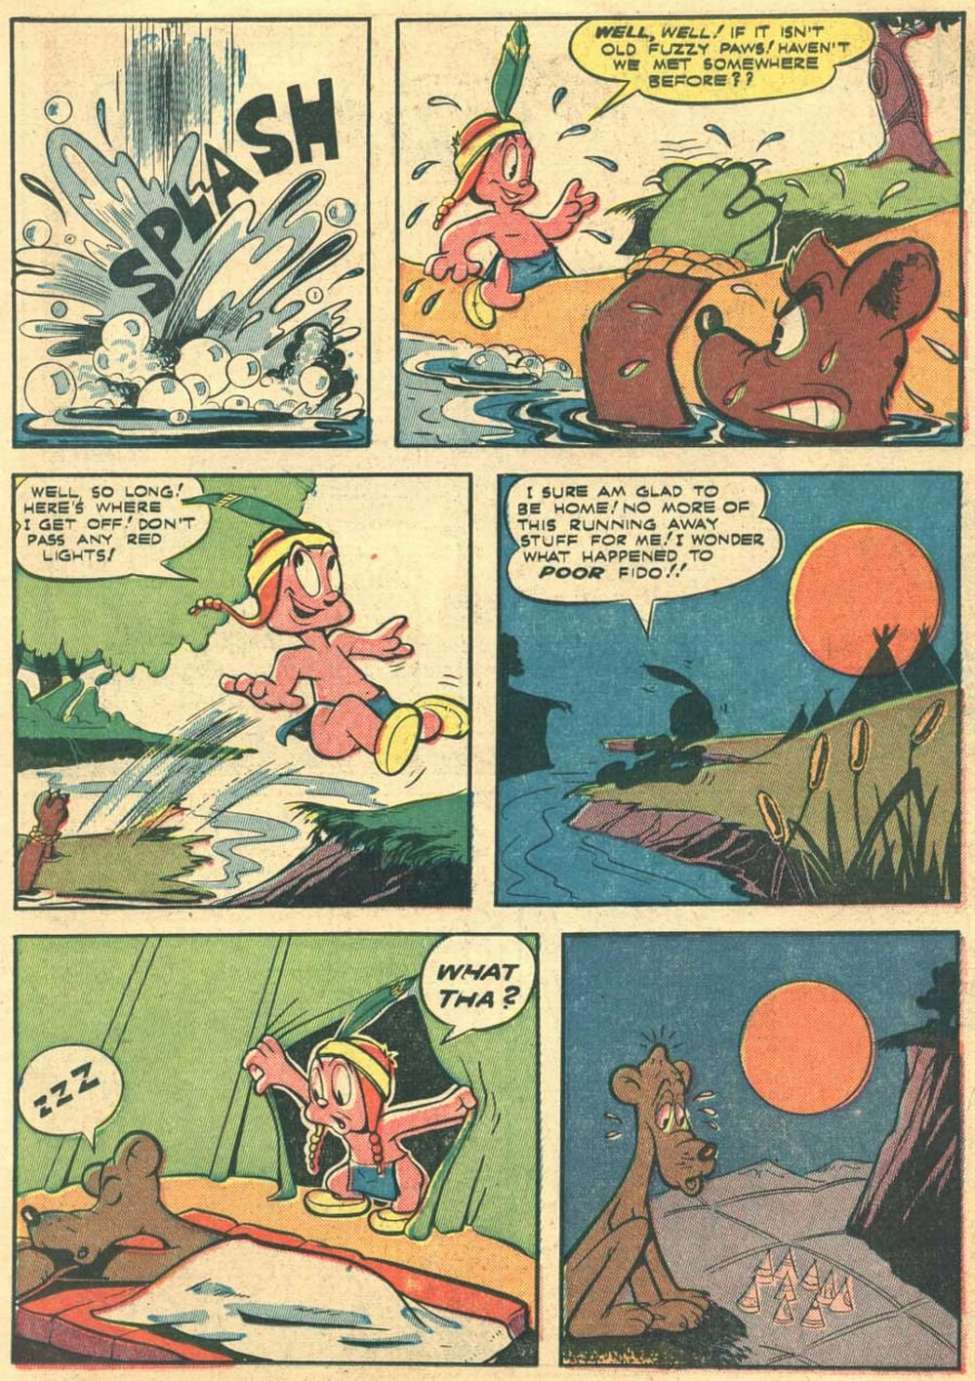 SPLASH
WELL, WELL! IF IT ISN'T
OLD FUZZY PAWS! HAVEN'T
WE MET SOMEWHERE
BEFORE??
WELL, SO LONG!
HERE'S WHERE
I GET OFF! DON'T
PASS ANY RED
LIGHTS!
I SURE AM GLAD TO
BE HOME! NO MORE OF
THIS RUNNING AWAY
STUFF FOR ME! I WONDER
WHAT HAPPENED TO
POOR FIDO!!
ZZZ
WHAT
THA?